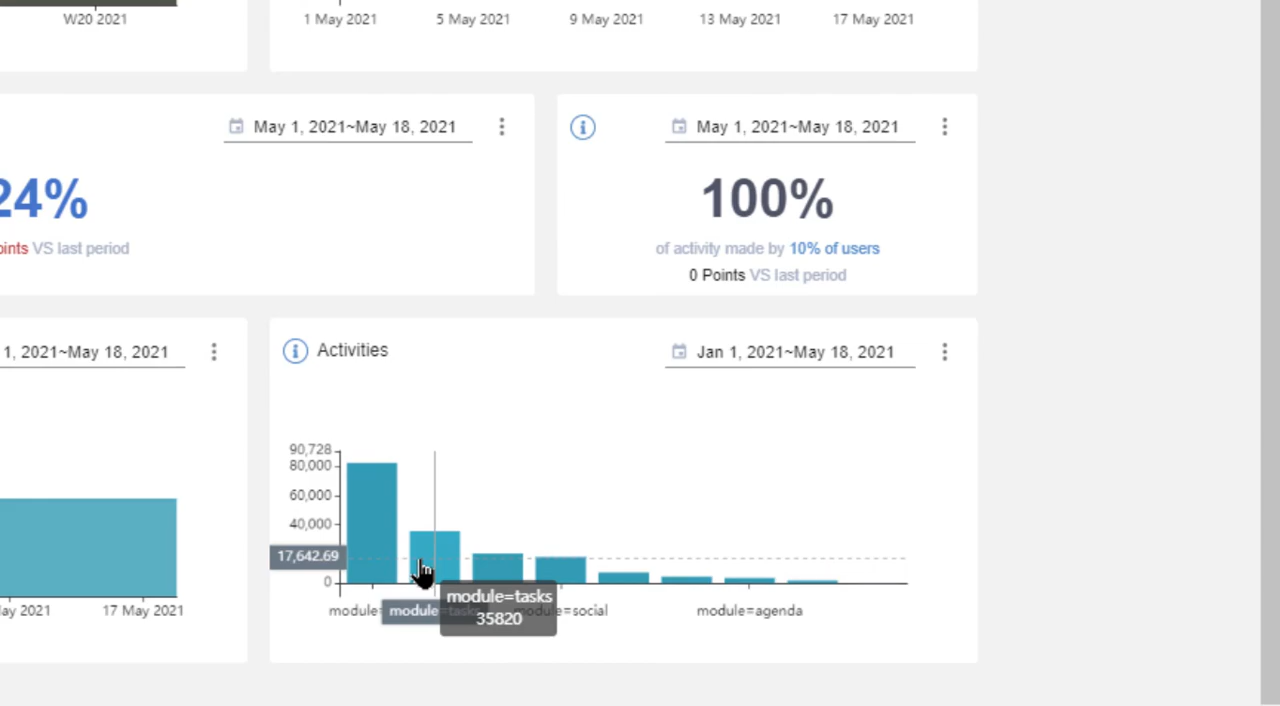 W20 2021
1 May 2021 5 May 2021 9 May 2021 13 May 2021 17 May 2021
May 1, 2021~May 18, 2021
24%
VS last period
May 1, 2021~May 18, 2021
100%
of activity made by 10% of users
0 Points VS last period
1, 2021~May 18, 2021
17 May 2021
Activities
Jan 1, 2021~May 18, 2021
90,728
80,000
60,000
40,000
17,642.69
0
module=tasks
module=social
module=agenda
module=tasks
35820